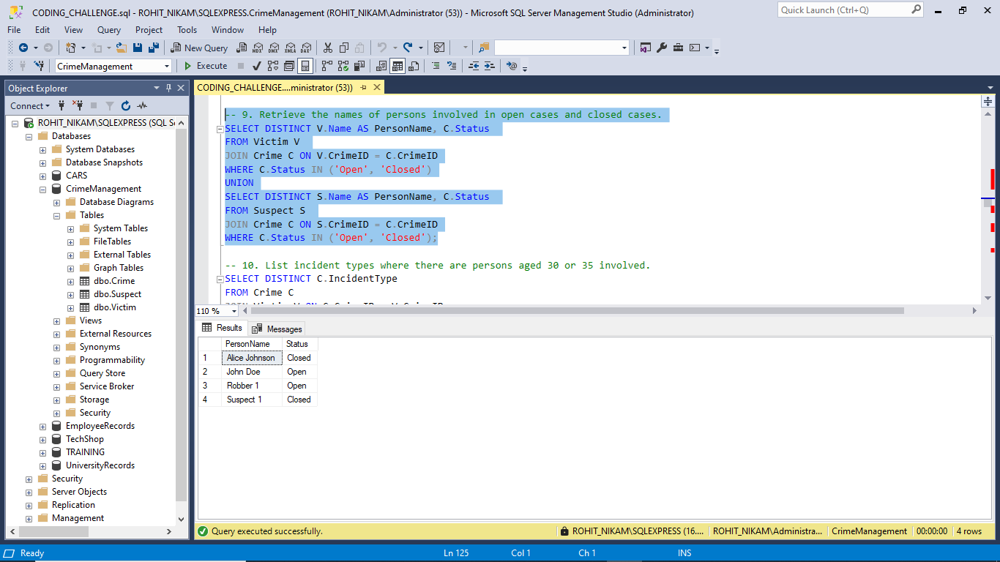 CODING_CHALLENGE.sql - ROHIT_NIKAM\SQLEXPRESS.CrimeManagement (ROHIT_NIKAM\Administrator (53)) - Microsoft SQL Server Management Studio (Administrator)
Quick Launch (Ctrl+Q)
File Edit View Query Project Tools Window Help
New Query MDX DMX XMLA DAX
CrimeManagement Execute
Object Explorer
Connect
ROHIT_NIKAM\SQLEXPRESS (SQL Se
Databases
System Databases
Database Snapshots
CARS
CrimeManagement
Database Diagrams
Tables
System Tables
FileTables
External Tables
Graph Tables
dbo.Crime
dbo.Suspect
dbo.Victim
Views
External Resources
Synonyms
Programmability
Query Store
Service Broker
Storage
Security
EmployeeRecords
TechShop
TRAINING
UniversityRecords
Security
Server Objects
Replication
Management
CODING_CHALLENGE....ministrator (53))
-- 9. Retrieve the names of persons involved in open cases and closed cases.
SELECT DISTINCT V.Name AS PersonName, C.Status
FROM Victim V
JOIN Crime C ON V.CrimeID = C.CrimeID
WHERE C.Status IN ('Open', 'Closed')
UNION
SELECT DISTINCT S.Name AS PersonName, C.Status
FROM Suspect S
JOIN Crime C ON S.CrimeID = C.CrimeID
WHERE C.Status IN ('Open', 'Closed');
-- 10. List incident types where there are persons aged 30 or 35 involved.
SELECT DISTINCT C.IncidentType
FROM Crime C
JOIN Victim V ON C.CrimeID = V.CrimeID
110 %
Results Messages
PersonName Status
1 Alice Johnson Closed
2 John Doe Open
3 Robber 1 Open
4 Suspect 1 Closed
Query executed successfully. ROHIT_NIKAM\SQLEXPRESS (16.... ROHIT_NIKAM\Administra... CrimeManagement 00:00:00 4 rows
Ready Ln 125 Col 1 Ch 1 INS